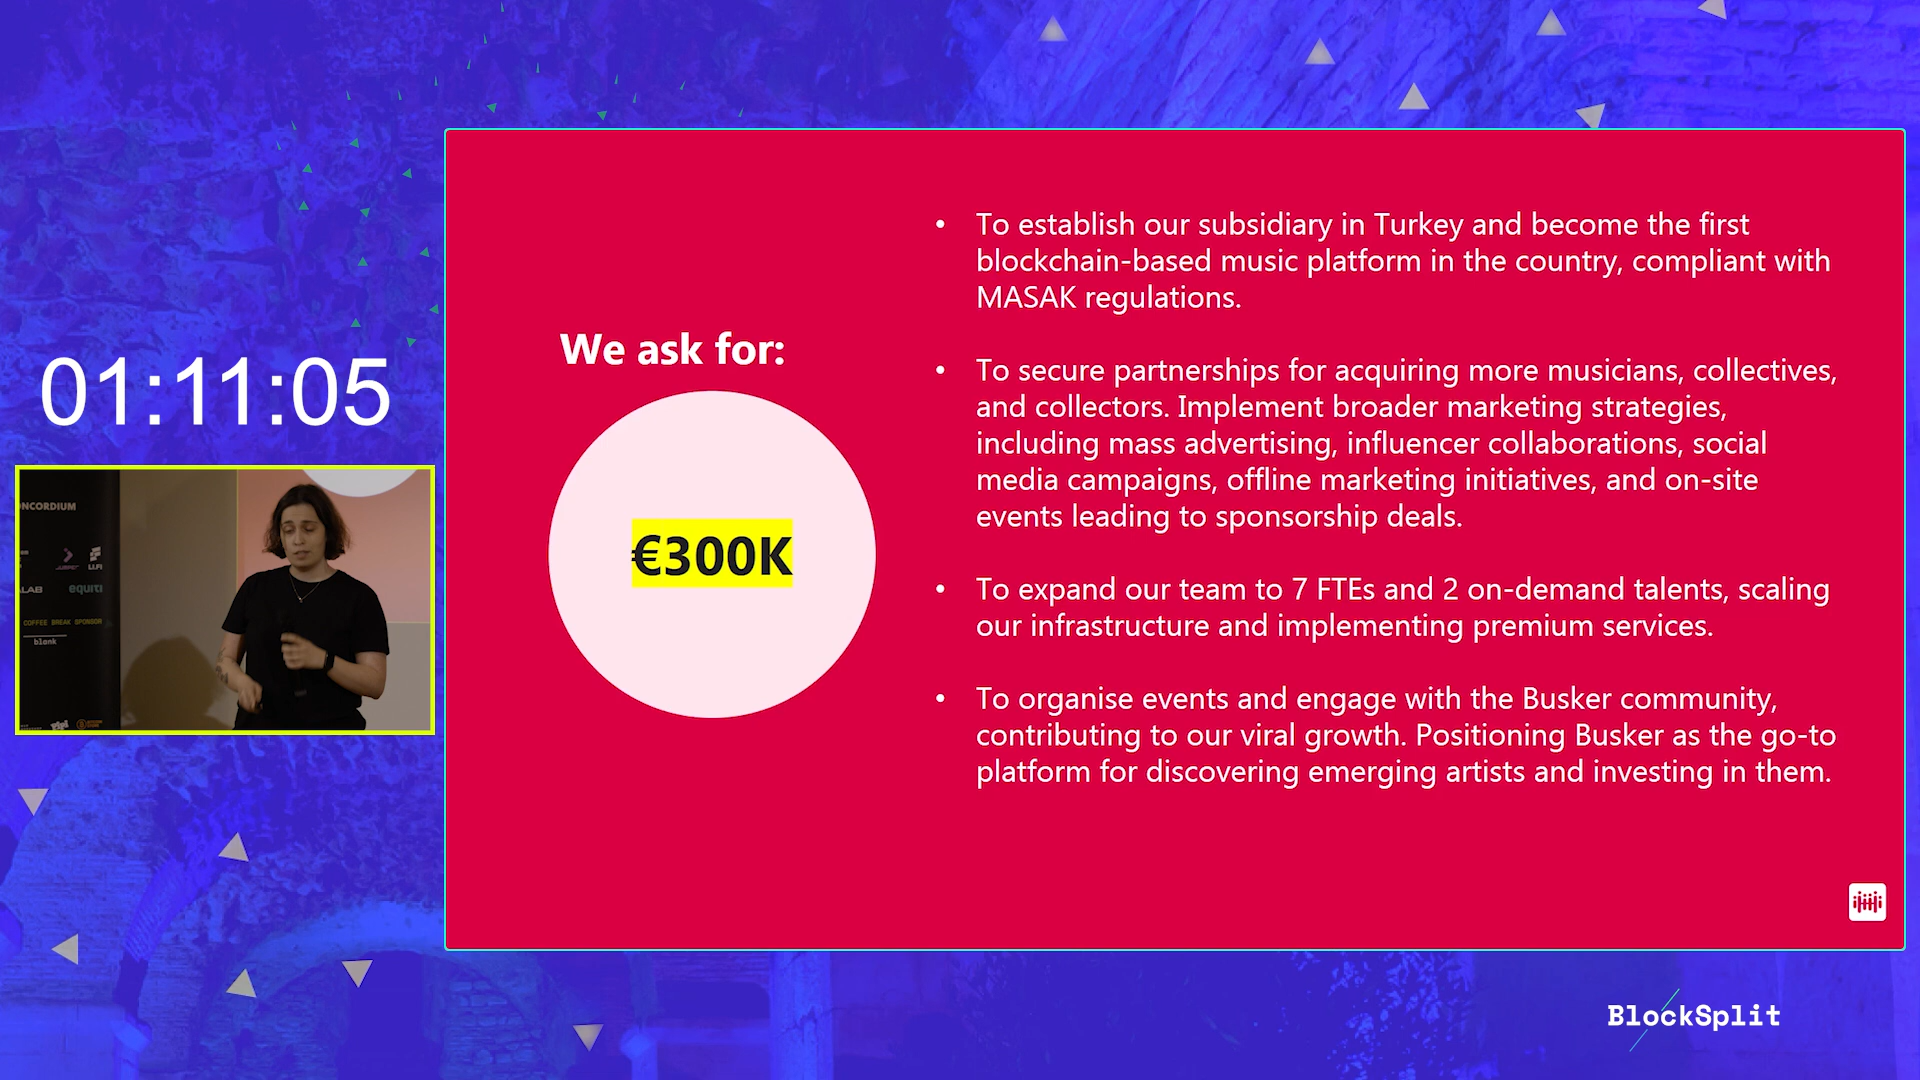 We ask for:
€300K
• To establish our subsidiary in Turkey and become the first
blockchain-based music platform in the country, compliant with
MASAK regulations.
• To secure partnerships for acquiring more musicians, collectives,
and collectors. Implement broader marketing strategies,
including mass advertising, influencer collaborations, social
media campaigns, offline marketing initiatives, and on-site
events leading to sponsorship deals.
• To expand our team to 7 FTEs and 2 on-demand talents, scaling
our infrastructure and implementing premium services.
• To organise events and engage with the Busker community,
contributing to our viral growth. Positioning Busker as the go-to
platform for discovering emerging artists and investing in them.
01:11:05
NCORDIUM
JUMPER
LI.FI
LAB
equiti
COFFEE BREAK SPONSOR
blank
BlockSplit